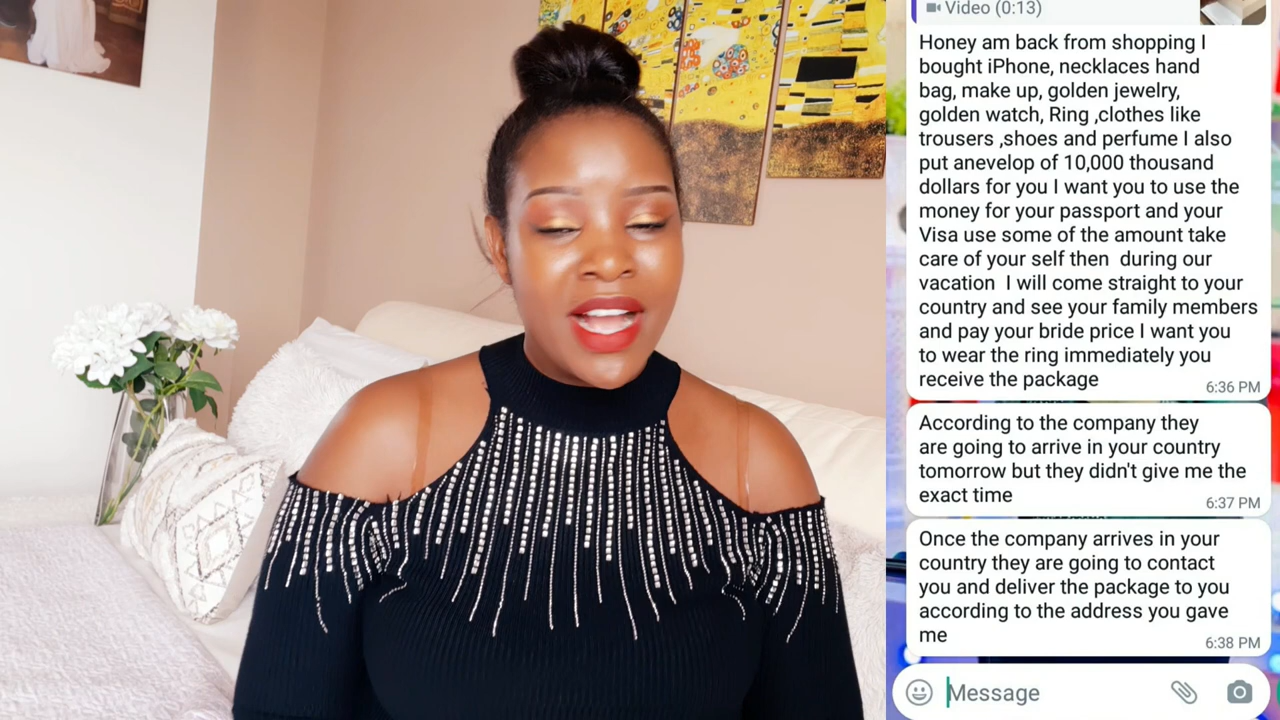 Video (0:13)
Honey am back from shopping I
bought iPhone, necklaces hand
bag, make up, golden jewelry,
golden watch, Ring ,clothes like
trousers ,shoes and perfume I also
put anevelop of 10,000 thousand
dollars for you I want you to use the
money for your passport and your
Visa use some of the amount take
care of your self then  during our
vacation  I will come straight to your
country and see your family members
and pay your bride price I want you
to wear the ring immediately you
receive the package
6:36 PM
According to the company they
are going to arrive in your country
tomorrow but they didn't give me the
exact time
6:37 PM
Once the company arrives in your
country they are going to contact
you and deliver the package to you
according to the address you gave
me
6:38 PM
Message